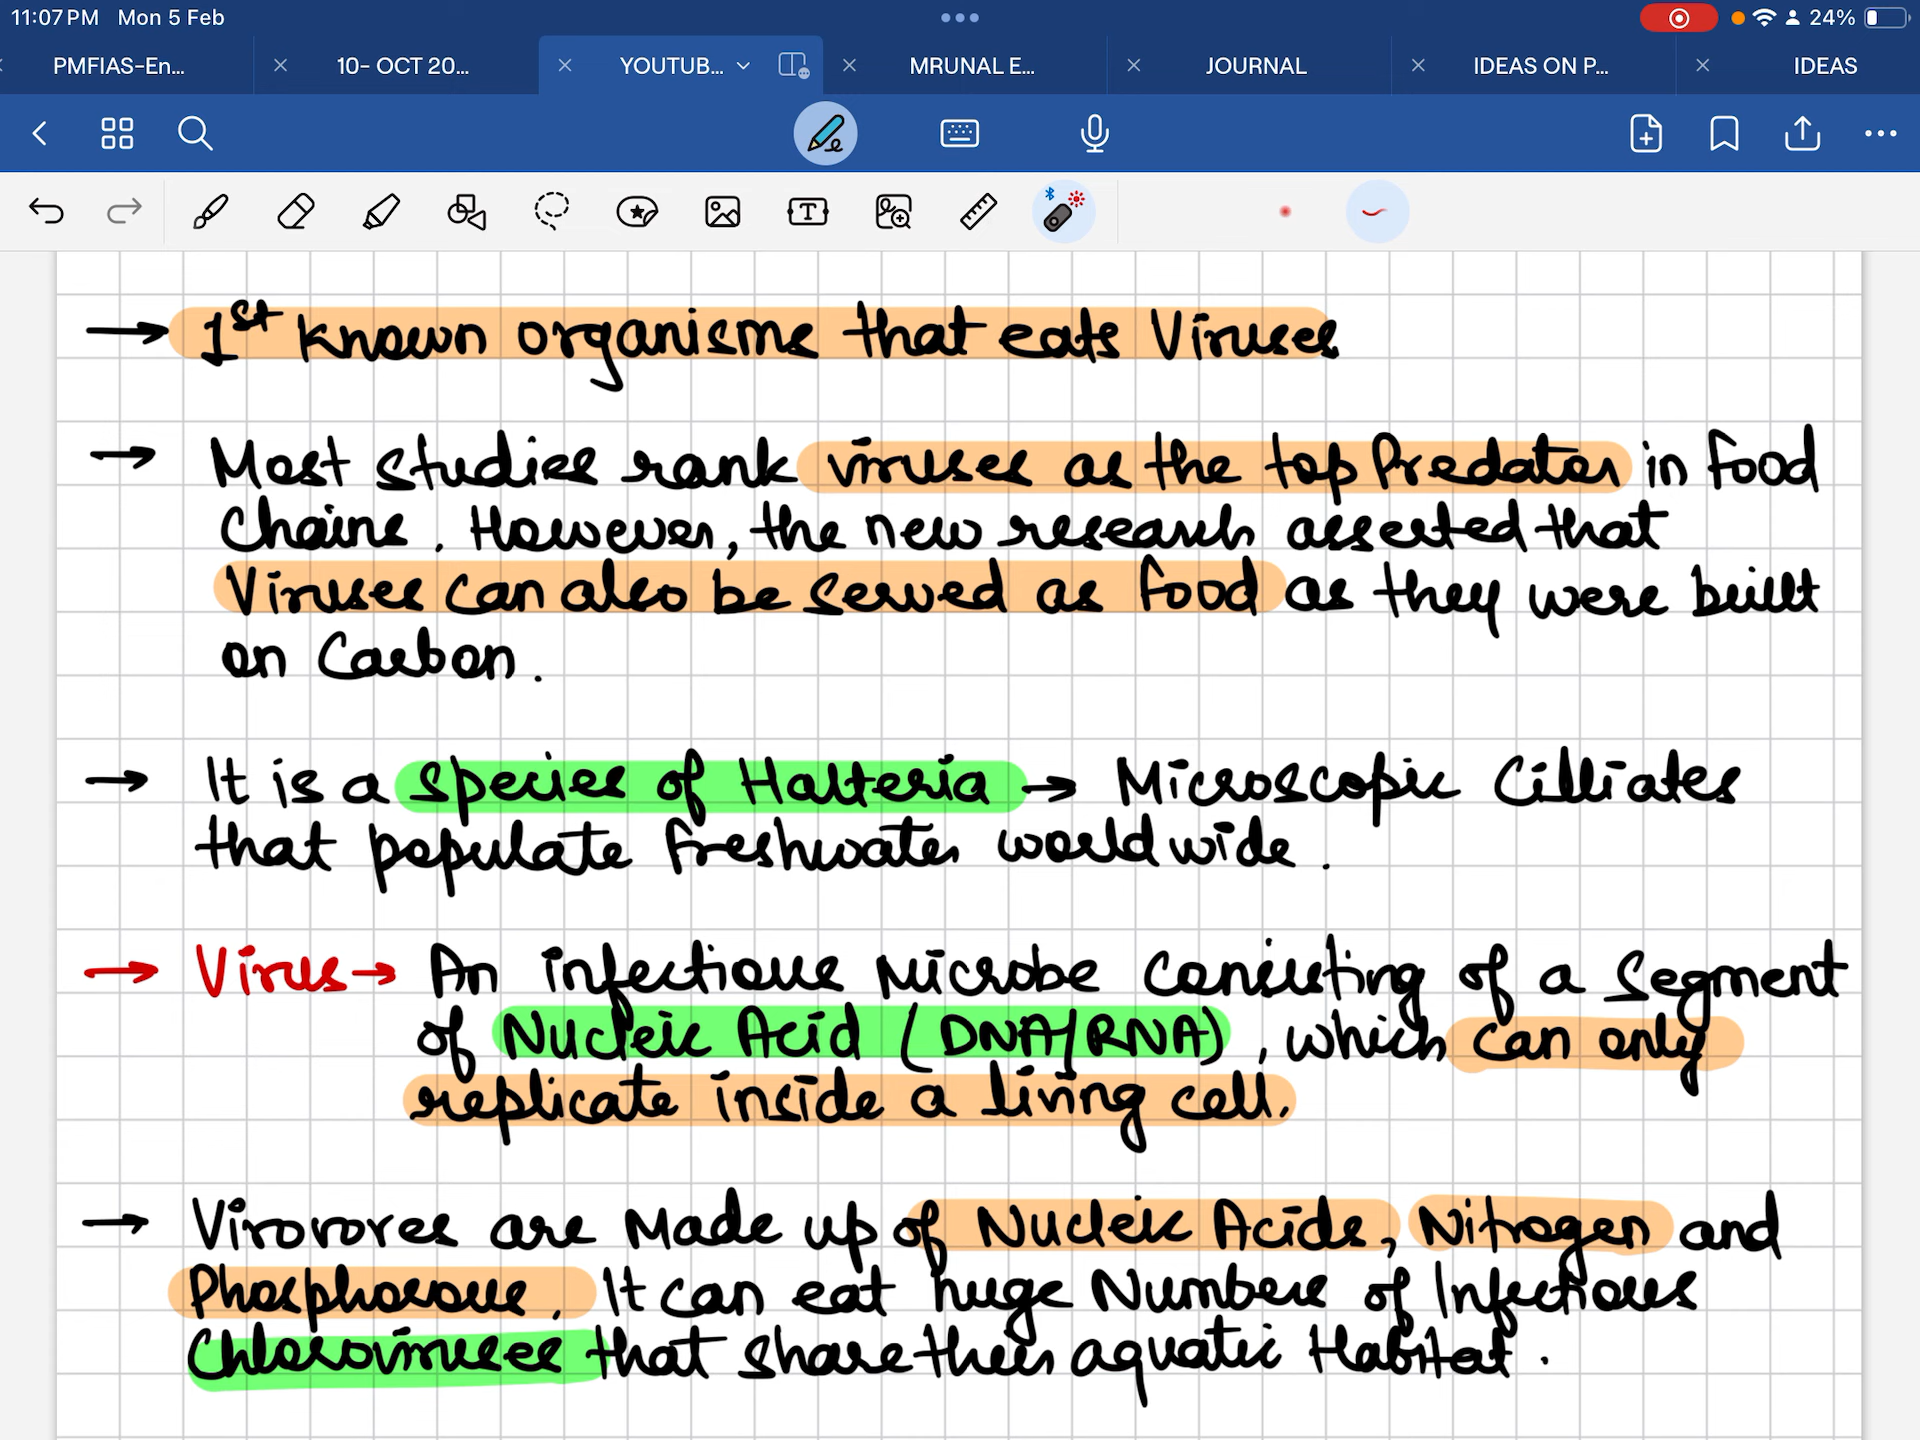 11:07 PM Mon 5 Feb
24%
PMFIAS-En...
10- OCT 20...
YOUTUB...
MRUNAL E...
JOURNAL
IDEAS ON P...
IDEAS
→ 1st known organisms that eats Viruses
→ Most studies rank viruses as the top Predator in food
Chains. However, the new research asserted that
Viruses can also be served as food as they were built
on Carbon.
→ It is a species of Halteria → Microscopic Cilliates
that populate freshwater worldwide.
→ Virus → An infectious Microbe consisting of a Segment
of Nucleic Acid (DNA/RNA), which can only
replicate inside a living cell.
→ Virovores are Made up of Nucleic Acids, Nitrogen and
Phosphorous. It can eat huge Numbers of Infectious
Chloroviruses that share their aquatic Habitat.